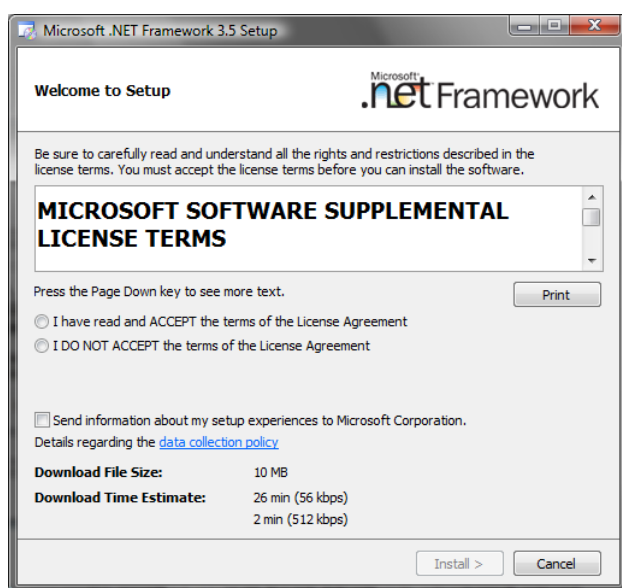 Microsoft .NET Framework 3.5 Setup
Welcome to Setup
Microsoft
.net Framework
Be sure to carefully read and understand all the rights and restrictions described in the
license terms. You must accept the license terms before you can install the software.
MICROSOFT SOFTWARE SUPPLEMENTAL
LICENSE TERMS
Press the Page Down key to see more text.
Print
I have read and ACCEPT the terms of the License Agreement
I DO NOT ACCEPT the terms of the License Agreement
Send information about my setup experiences to Microsoft Corporation.
Details regarding the data collection policy
Download File Size: 10 MB
Download Time Estimate: 26 min (56 kbps)
2 min (512 kbps)
Install > Cancel